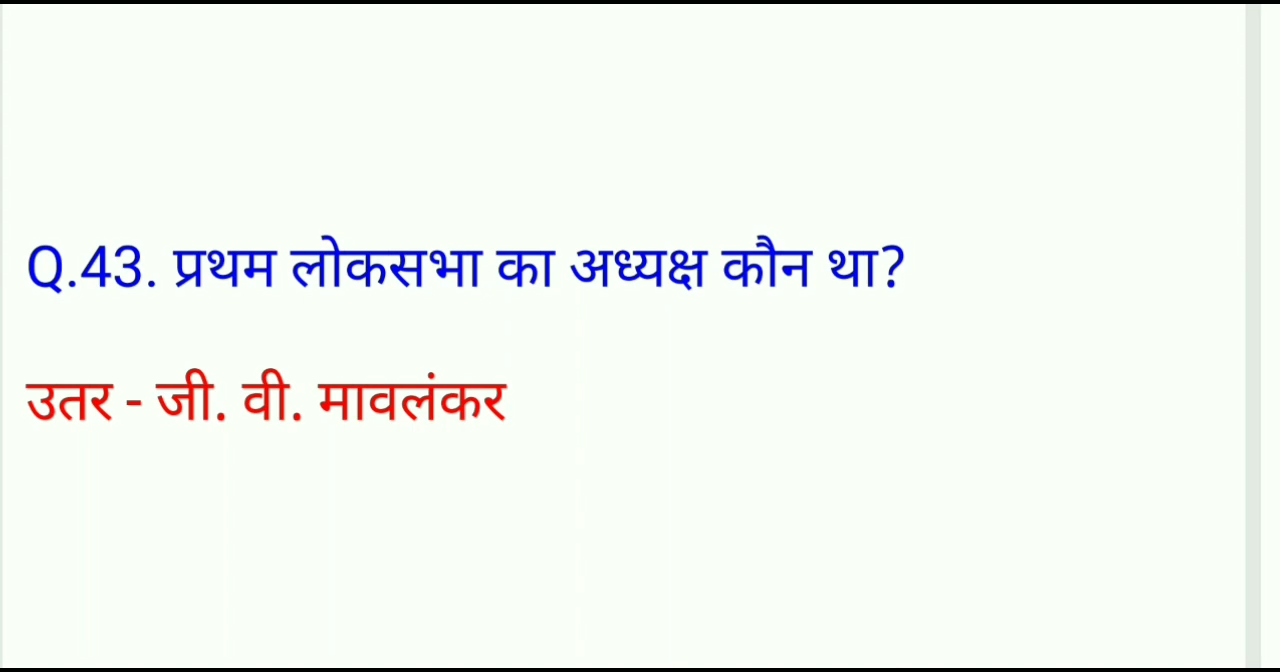 Q.43. प्रथम लोकसभा का अध्यक्ष कौन था?
उतर - जी. वी. मावलंकर